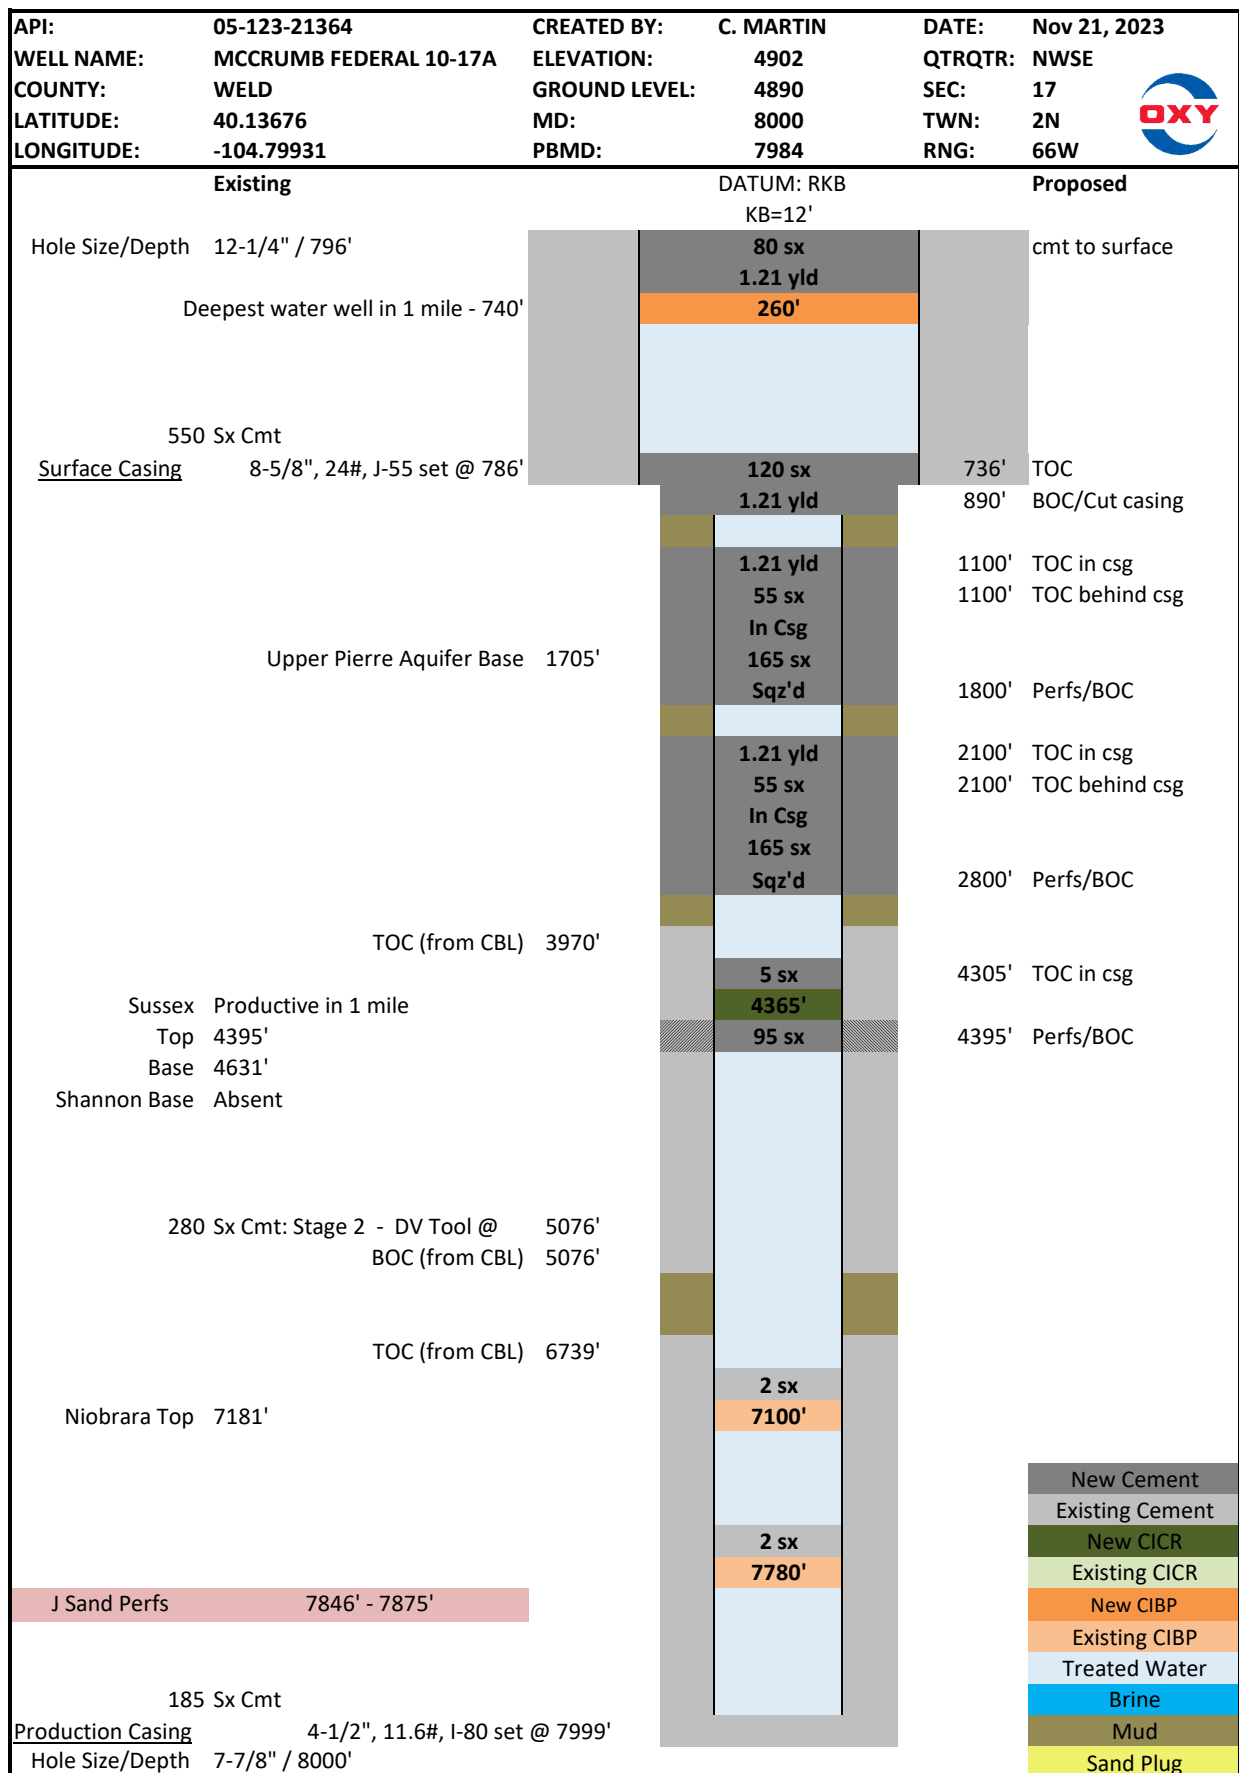 API: 05-123-21364 CREATED BY: C. MARTIN DATE: Nov 21, 2023
WELL NAME: MCCRUMB FEDERAL 10-17A ELEVATION: 4902 QTRQTR: NWSE
COUNTY: WELD GROUND LEVEL: 4890 SEC: 17
LATITUDE: 40.13676 MD: 8000 TWN: 2N
LONGITUDE: -104.79931 PBMD: 7984 RNG: 66W
OXY
Existing DATUM: RKB Proposed
KB=12'
Hole Size/Depth 12-1/4" / 796' 80 sx cmt to surface
1.21 yld
Deepest water well in 1 mile - 740' 260'
550 Sx Cmt
Surface Casing 8-5/8", 24#, J-55 set @ 786' 120 sx 736' TOC
1.21 yld 890' BOC/Cut casing
1.21 yld 1100' TOC in csg
55 sx 1100' TOC behind csg
In Csg
Upper Pierre Aquifer Base 1705' 165 sx
Sqz'd 1800' Perfs/BOC
1.21 yld 2100' TOC in csg
55 sx 2100' TOC behind csg
In Csg
165 sx
Sqz'd 2800' Perfs/BOC
TOC (from CBL) 3970'
5 sx 4305' TOC in csg
Sussex Productive in 1 mile 4365'
Top 4395' 95 sx 4395' Perfs/BOC
Base 4631'
Shannon Base Absent
280 Sx Cmt: Stage 2 - DV Tool @ 5076'
BOC (from CBL) 5076'
TOC (from CBL) 6739'
2 sx
Niobrara Top 7181' 7100'
New Cement
Existing Cement
2 sx New CICR
7780' Existing CICR
J Sand Perfs 7846' - 7875' New CIBP
Existing CIBP
Treated Water
185 Sx Cmt Brine
Production Casing 4-1/2", 11.6#, I-80 set @ 7999' Mud
Hole Size/Depth 7-7/8" / 8000' Sand Plug